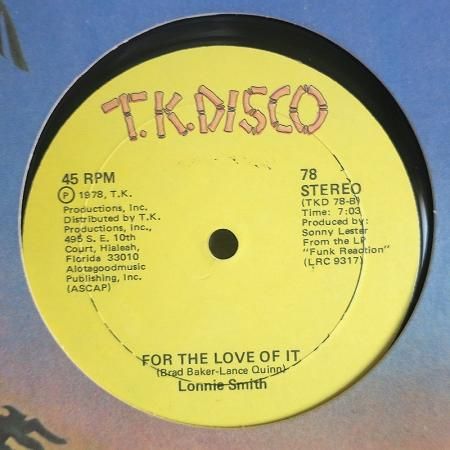 T.K.DISCO
45 RPM
℗ 1978, T.K.
Productions, Inc.
Distributed by T.K.
Productions, Inc.,
495 S. E. 10th
Court, Hialeah,
Florida 33010
Alotagoodmusic
Publishing, Inc.
(ASCAP)
78
STEREO
(TKD 78-B)
Time: 7:03
Produced by:
Sonny Lester
From the LP
"Funk Reaction"
(LRC 9317)
FOR THE LOVE OF IT
(Brad Baker-Lance Quinn)
Lonnie Smith